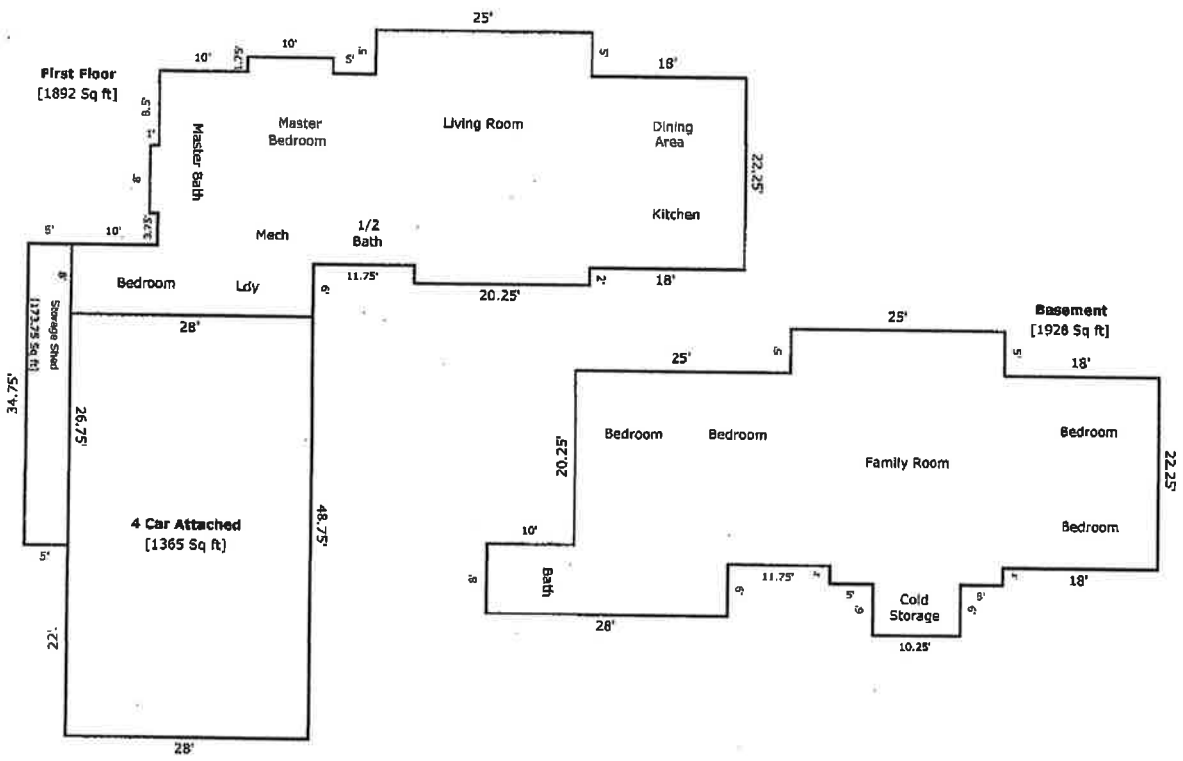 25'
10'
1.75'
10'
5'
5'
5'
18'
First Floor
[1892 Sq ft]
8.5'
1'
8'
3.75'
Master Bath
Master
Bedroom
Living Room
Dining
Area
22.25'
Kitchen
Mech
1/2
Bath
5'
10'
8'
Bedroom
Ldy
6'
11.75'
20.25'
2'
18'
28'
Storage Shed
[173.75 Sq ft]
34.75'
26.75'
48.75'
4 Car Attached
[1365 Sq ft]
5'
22'
28'
Basement
[1928 Sq ft]
25'
25'
5'
5'
18'
20.25'
Bedroom
Bedroom
Family Room
Bedroom
22.25'
Bedroom
10'
8'
Bath
28'
6'
11.75'
5'
6'
Cold
Storage
10.25'
6'
18'